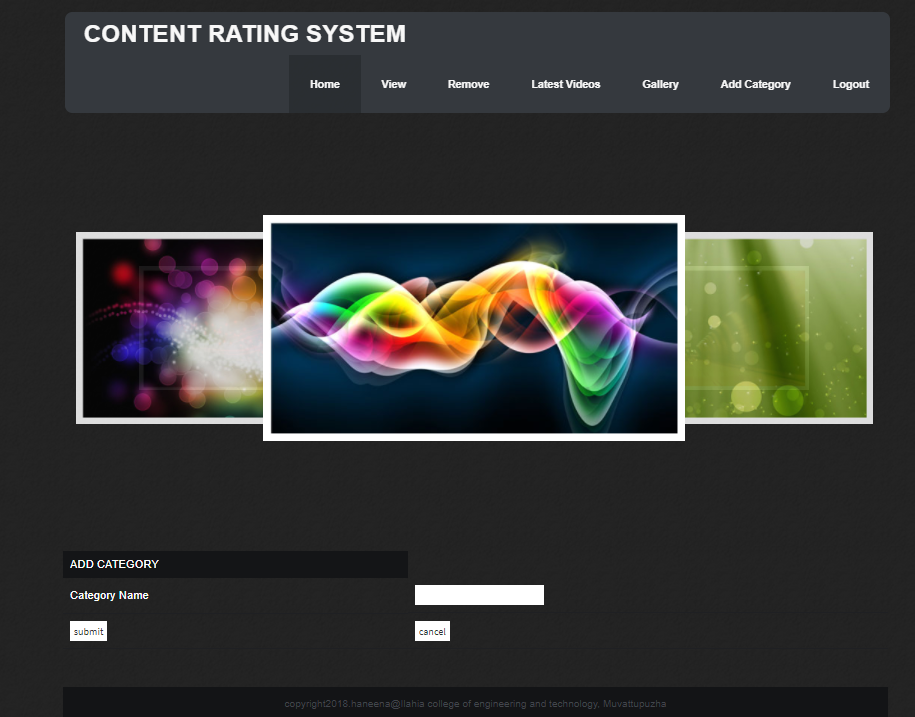 CONTENT RATING SYSTEM
Home View Remove Latest Videos Gallery Add Category Logout
ADD CATEGORY
Category Name
submit cancel
copyright2018.haneena@Ilahia college of engineering and technology, Muvattupuzha